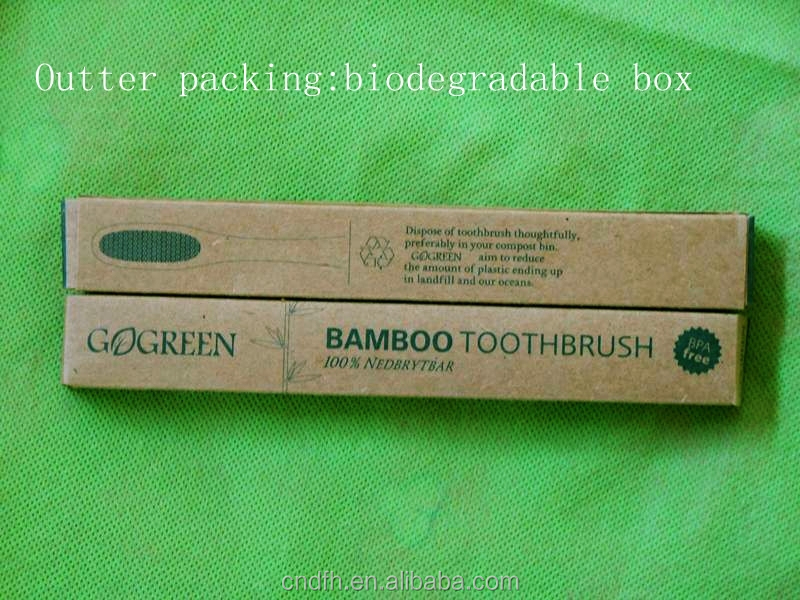 Outter packing:biodegradable box
Dispose of toothbrush thoughtfully,
preferably in your compost bin.
GOGREEN aim to reduce
the amount of plastic ending up
in landfill and our oceans.
GOGREEN
BAMBOO TOOTHBRUSH
100% NEDBRYTBAR
BPA
free
cndfh.en.alibaba.com